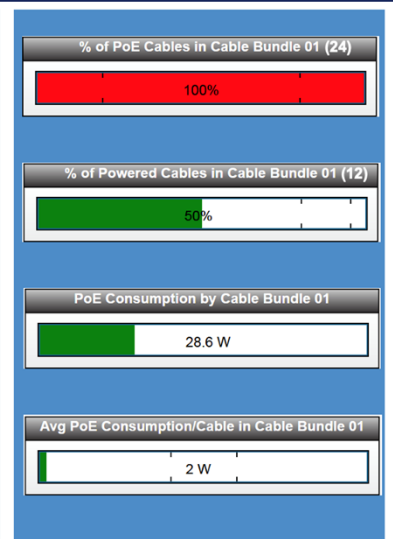 % of PoE Cables in Cable Bundle 01 (24)
100%
% of Powered Cables in Cable Bundle 01 (12)
50%
PoE Consumption by Cable Bundle 01
28.6 W
Avg PoE Consumption/Cable in Cable Bundle 01
2 W